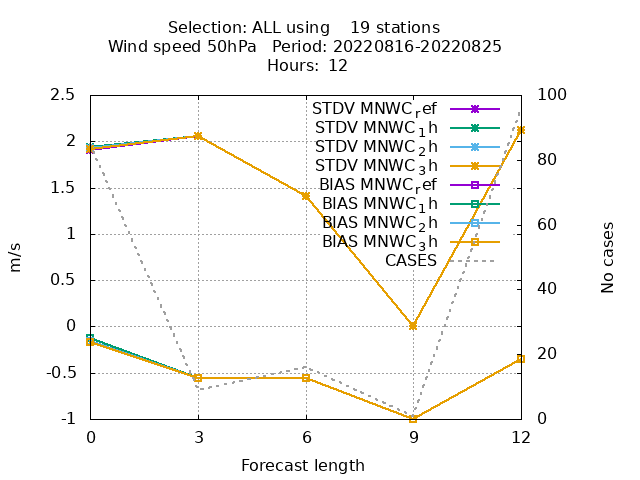 Selection: ALL using    19 stations
Wind speed 50hPa   Period: 20220816-20220825
Hours:  12
2.5
2
1.5
1
0.5
0
-0.5
-1
m/s
STDV MNWC_ref
STDV MNWC_1h
STDV MNWC_2h
STDV MNWC_3h
BIAS MNWC_ref
BIAS MNWC_1h
BIAS MNWC_2h
BIAS MNWC_3h
CASES
100
80
60
40
20
0
No cases
0 3 6 9 12
Forecast length